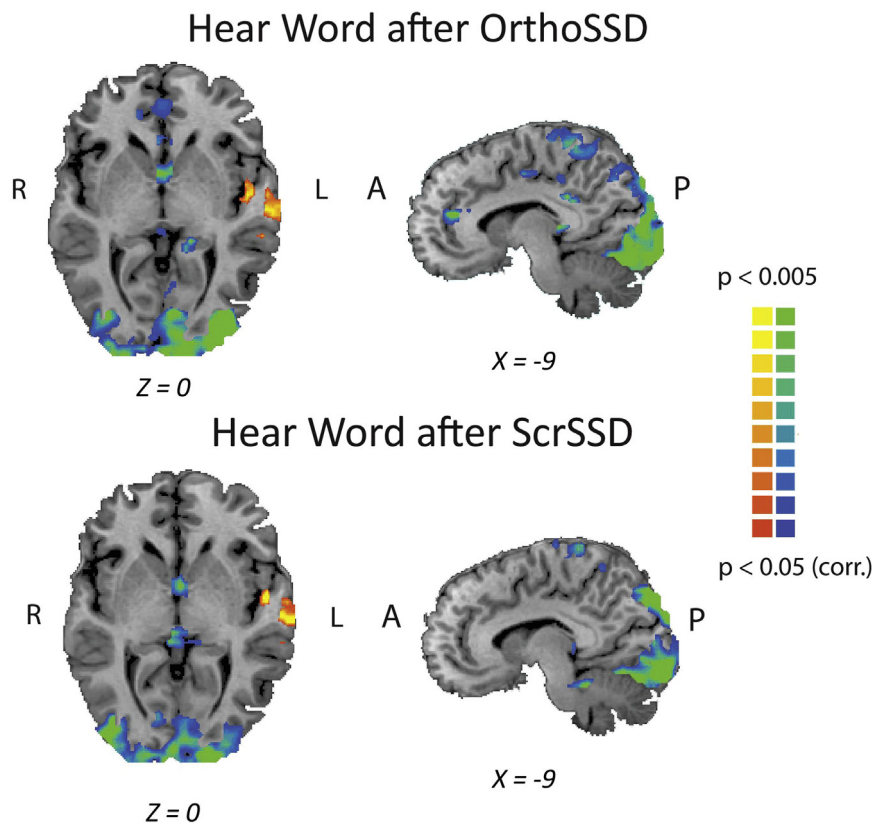 Hear Word after OrthoSSD
R
L
A
P
p < 0.005
Z = 0
X = -9
Hear Word after ScrSSD
p < 0.05 (corr.)
R
L
A
P
X = -9
Z = 0